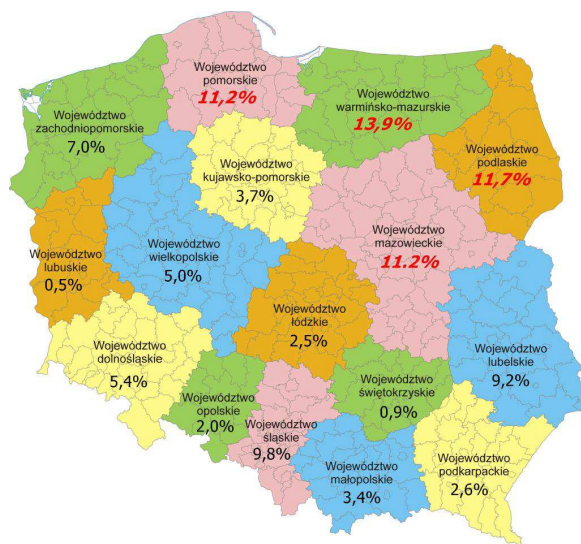 Województwo
pomorskie
11,2%
Województwo
warmińsko-mazurskie
13,9%
Województwo
zachodniopomorskie
7,0%
Województwo
podlaskie
11,7%
Województwo
kujawsko-pomorskie
3,7%
Województwo
mazowieckie
11.2%
Województwo
lubuskie
0,5%
Województwo
wielkopolskie
5,0%
Województwo
łódzkie
2,5%
Województwo
lubelskie
9,2%
Województwo
dolnośląskie
5,4%
Województwo
świętokrzyskie
0,9%
Województwo
opolskie
2,0%
Województwo
śląskie
9,8%
Województwo
małopolskie
3,4%
Województwo
podkarpackie
2,6%